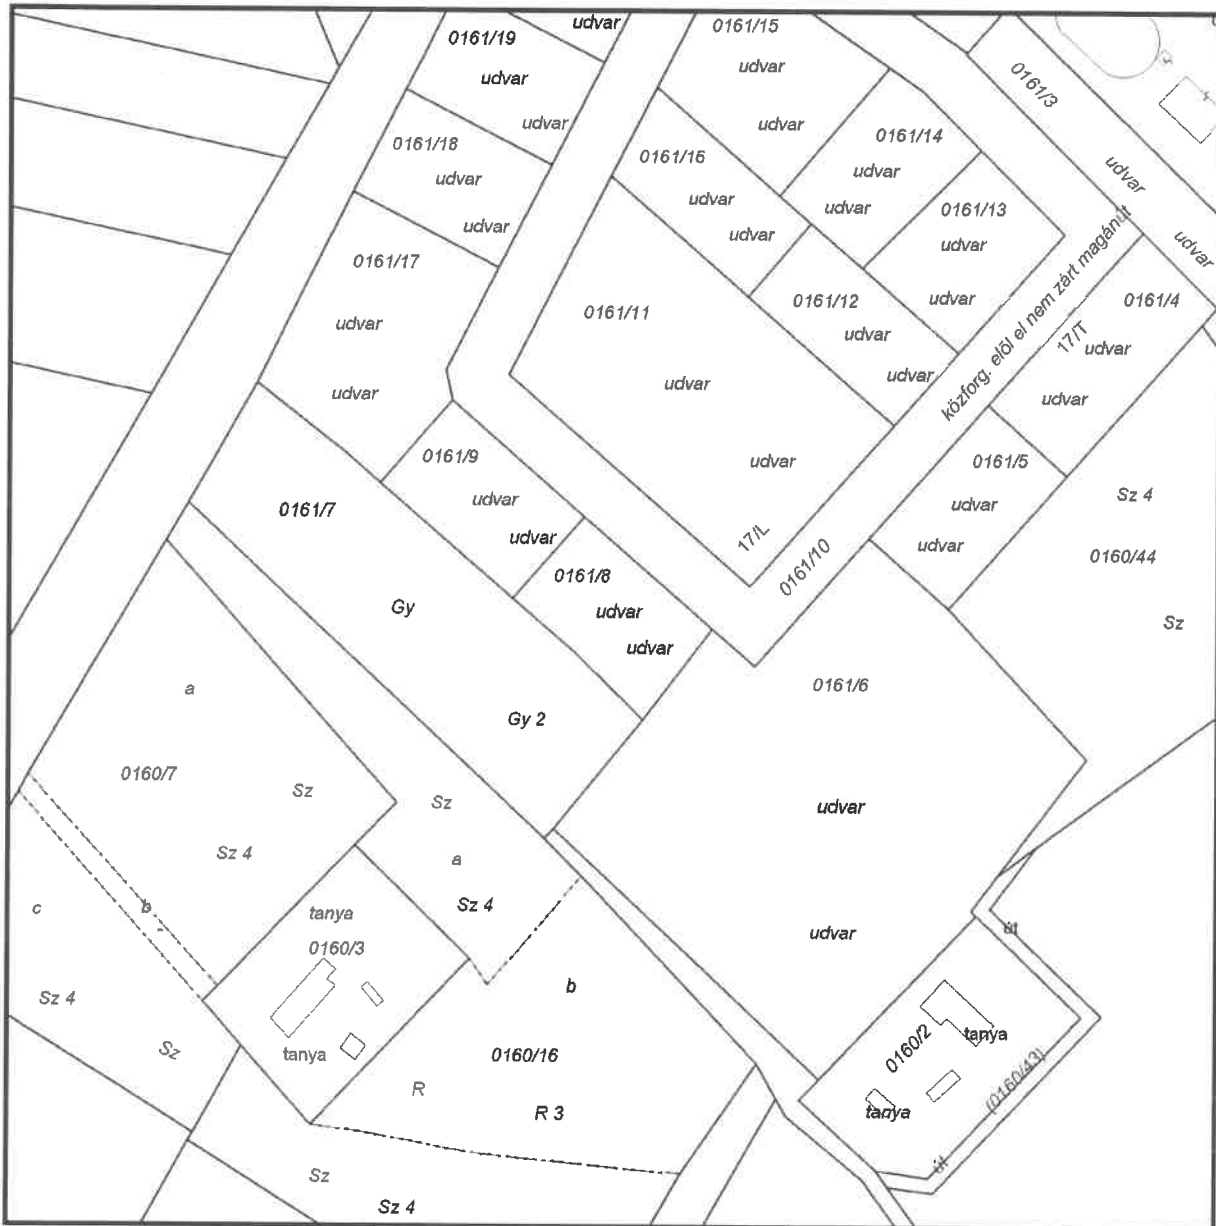 udvar
0161/19
udvar
udvar
0161/15
udvar
udvar
0161/3
udvar
udvar
0161/18
udvar
udvar
0161/16
udvar
udvar
0161/14
udvar
udvar
0161/13
udvar
udvar
0161/17
udvar
udvar
0161/11
udvar
udvar
0161/12
udvar
udvar
közforg. elől el nem zárt magánút
17/T
0161/4
udvar
udvar
0161/9
udvar
udvar
0161/5
udvar
udvar
Sz 4
0160/44
Sz
0161/7
Gy
Gy 2
0161/8
udvar
udvar
17/L
0161/10
0161/6
udvar
udvar
a
0160/7
Sz
Sz 4
Sz
a
Sz 4
c
b
Sz 4
Sz
tanya
0160/3
tanya
b
0160/16
R
R 3
út
0160/2
tanya
tanya
(0160/43)
út
Sz
Sz 4